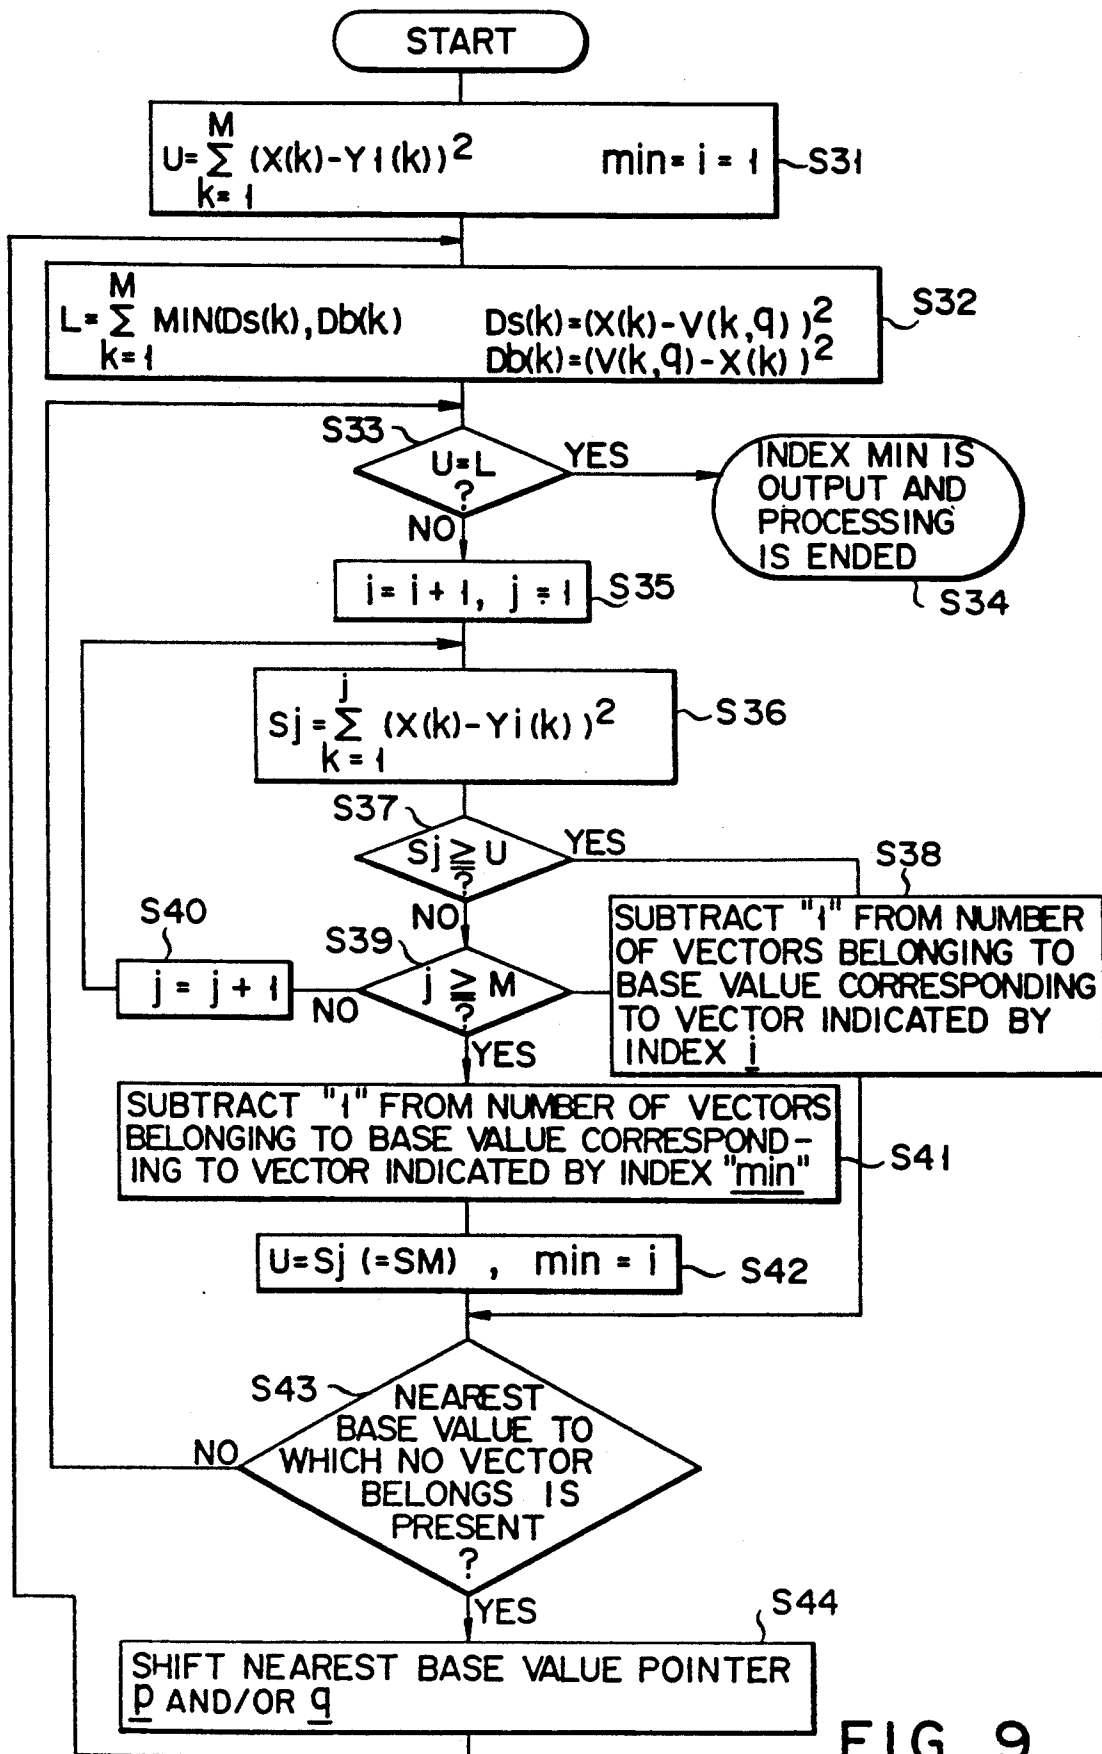 START
U=∑(X(k)-Y1(k))² min=i=1
M
k=1
S31
L=∑MIN(Ds(k),Db(k) Ds(k)=(X(k)-V(k,q))²
M
k=1
Db(k)=(V(k,q)-X(k))²
S32
S33
U=L
?
YES
NO
INDEX MIN IS
OUTPUT AND
PROCESSING
IS ENDED
S34
i=i+1, j=1
S35
Sj=∑(X(k)-Yi(k))²
j
k=1
S36
S37
Sj≧U
?
YES
NO
S38
SUBTRACT "1" FROM NUMBER
OF VECTORS BELONGING TO
BASE VALUE CORRESPONDING
TO VECTOR INDICATED BY
INDEX i
S39
j≧M
?
NO
YES
S40
j=j+1
SUBTRACT "1" FROM NUMBER OF VECTORS
BELONGING TO BASE VALUE CORRESPOND-
ING TO VECTOR INDICATED BY INDEX "min"
S41
U=Sj (=SM) , min = i
S42
S43
NEAREST
BASE VALUE TO
WHICH NO VECTOR
BELONGS IS
PRESENT
?
NO
YES
S44
SHIFT NEAREST BASE VALUE POINTER
p AND/OR q
FIG. 9